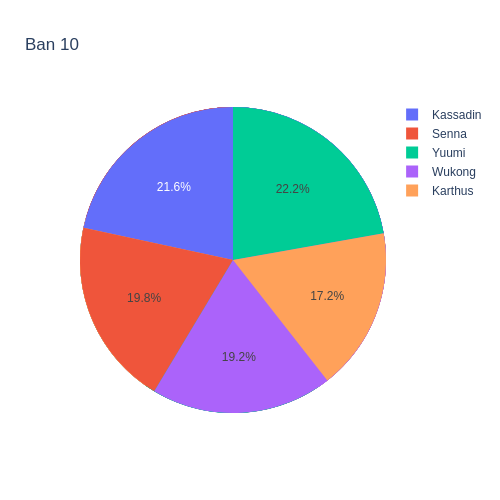 Ban 10
Kassadin
Senna
Yuumi
Wukong
Karthus
21.6%
22.2%
19.8%
17.2%
19.2%